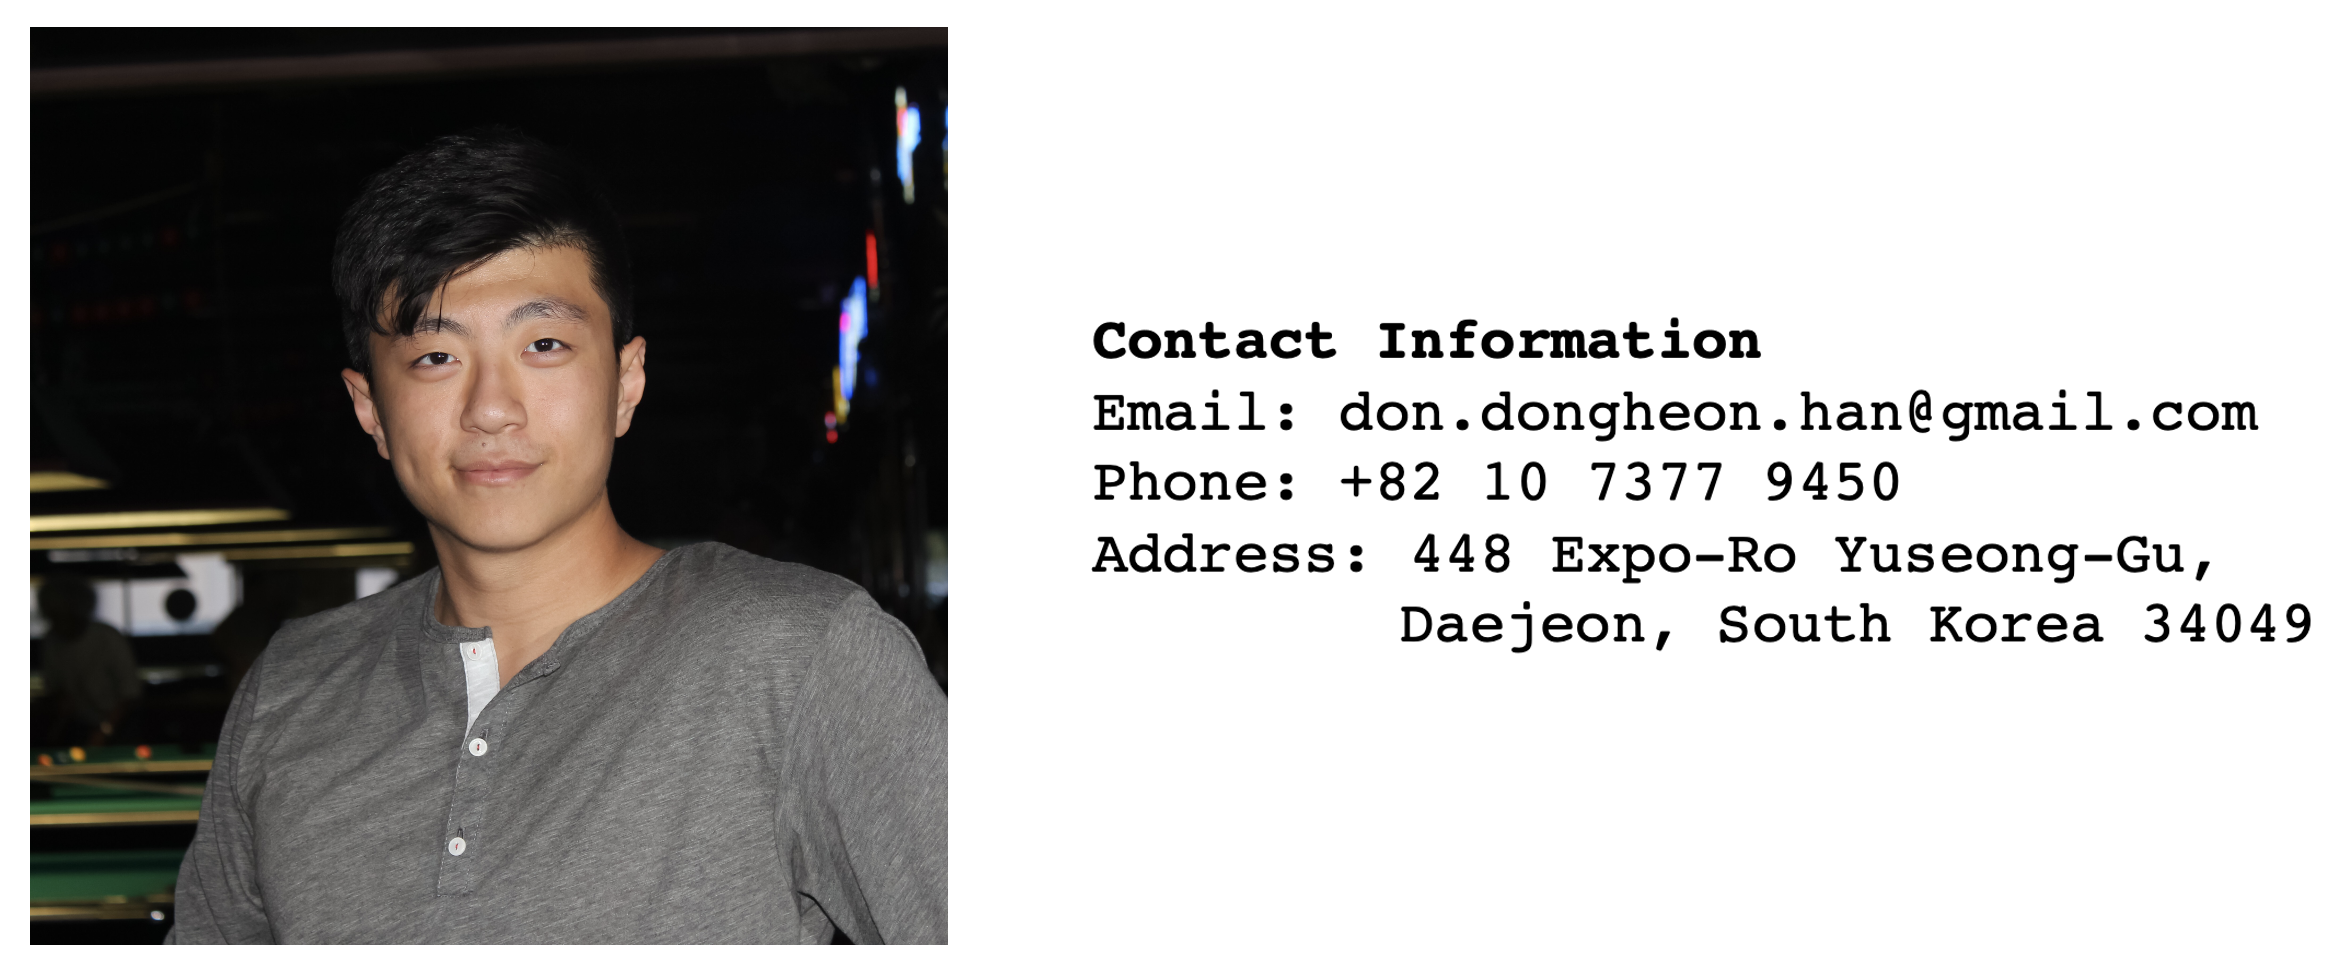 Contact Information
Email: don.dongheon.han@gmail.com
Phone: +82 10 7377 9450
Address: 448 Expo-Ro Yuseong-Gu,
Daejeon, South Korea 34049